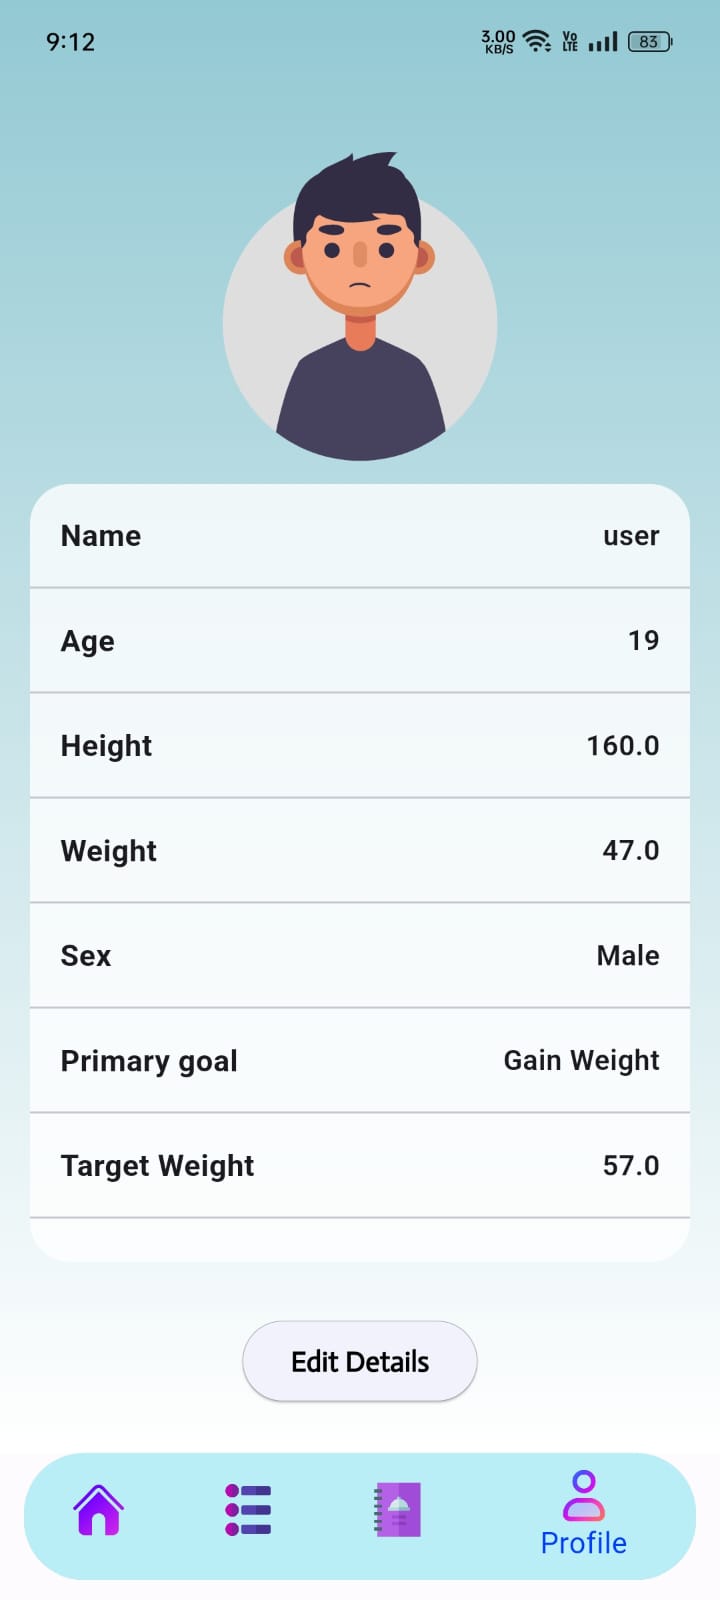 9:12
3.00
KB/S
Vo
LTE
83
Name user
Age 19
Height 160.0
Weight 47.0
Sex Male
Primary goal Gain Weight
Target Weight 57.0
Edit Details
Profile